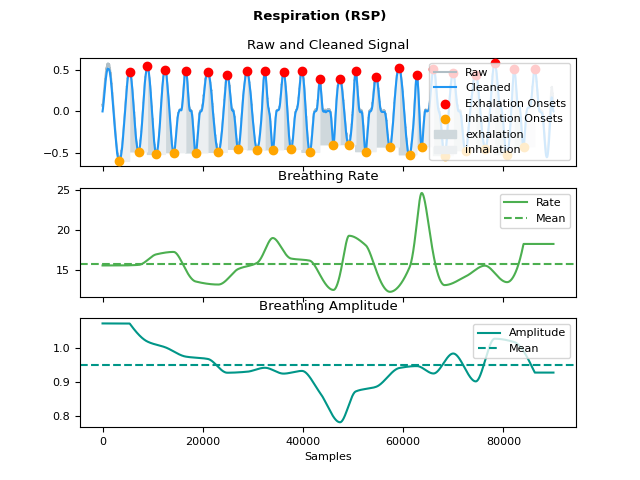 Respiration (RSP)
Raw and Cleaned Signal
0.5
0.0
−0.5
Raw
Cleaned
Exhalation Onsets
Inhalation Onsets
exhalation
inhalation
Breathing Rate
25
20
15
Rate
Mean
Breathing Amplitude
1.0
0.9
0.8
Amplitude
Mean
0 20000 40000 60000 80000
Samples